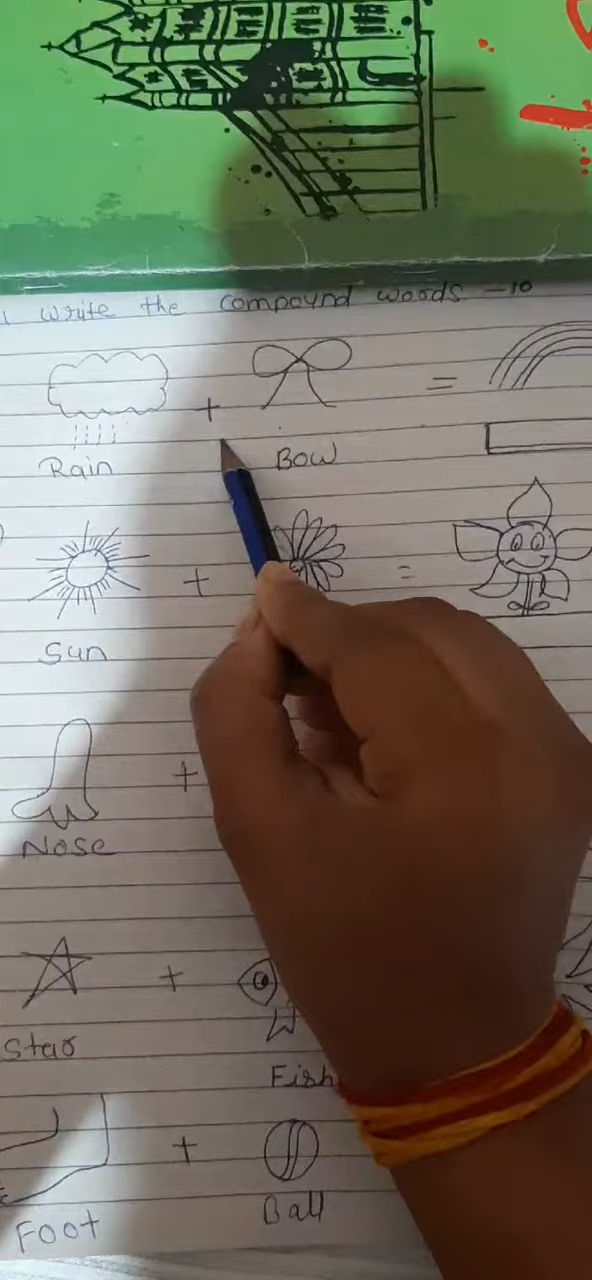 write the compound words -10
+ =
Rain Bow
+ =
Sun
+
Nose
+
Star
Fish
+
Foot Ball